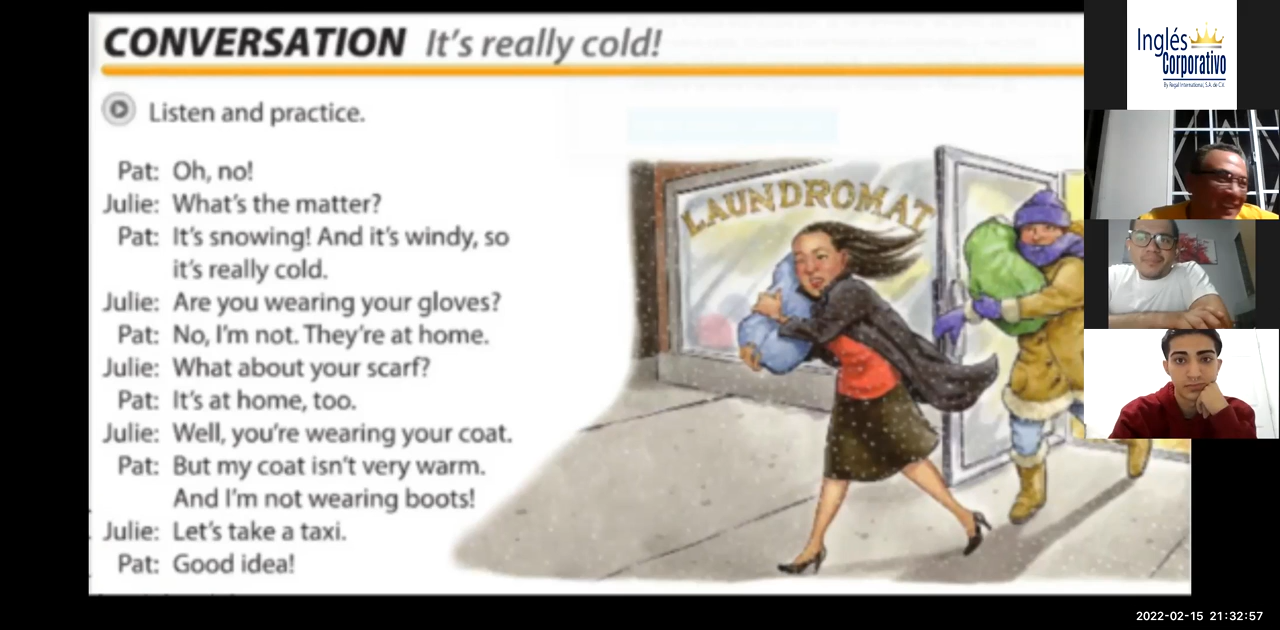 CONVERSATION It's really cold!
Listen and practice.
Pat: Oh, no!
Julie: What's the matter?
Pat: It's snowing! And it's windy, so
it's really cold.
Julie: Are you wearing your gloves?
Pat: No, I'm not. They're at home.
Julie: What about your scarf?
Pat: It's at home, too.
Julie: Well, you're wearing your coat.
Pat: But my coat isn't very warm.
And I'm not wearing boots!
Julie: Let's take a taxi.
Pat: Good idea!
LAUNDROMAT
Inglés
Corporativo
By Regal International, S.A. de C.V.
2022-02-15 21:32:57